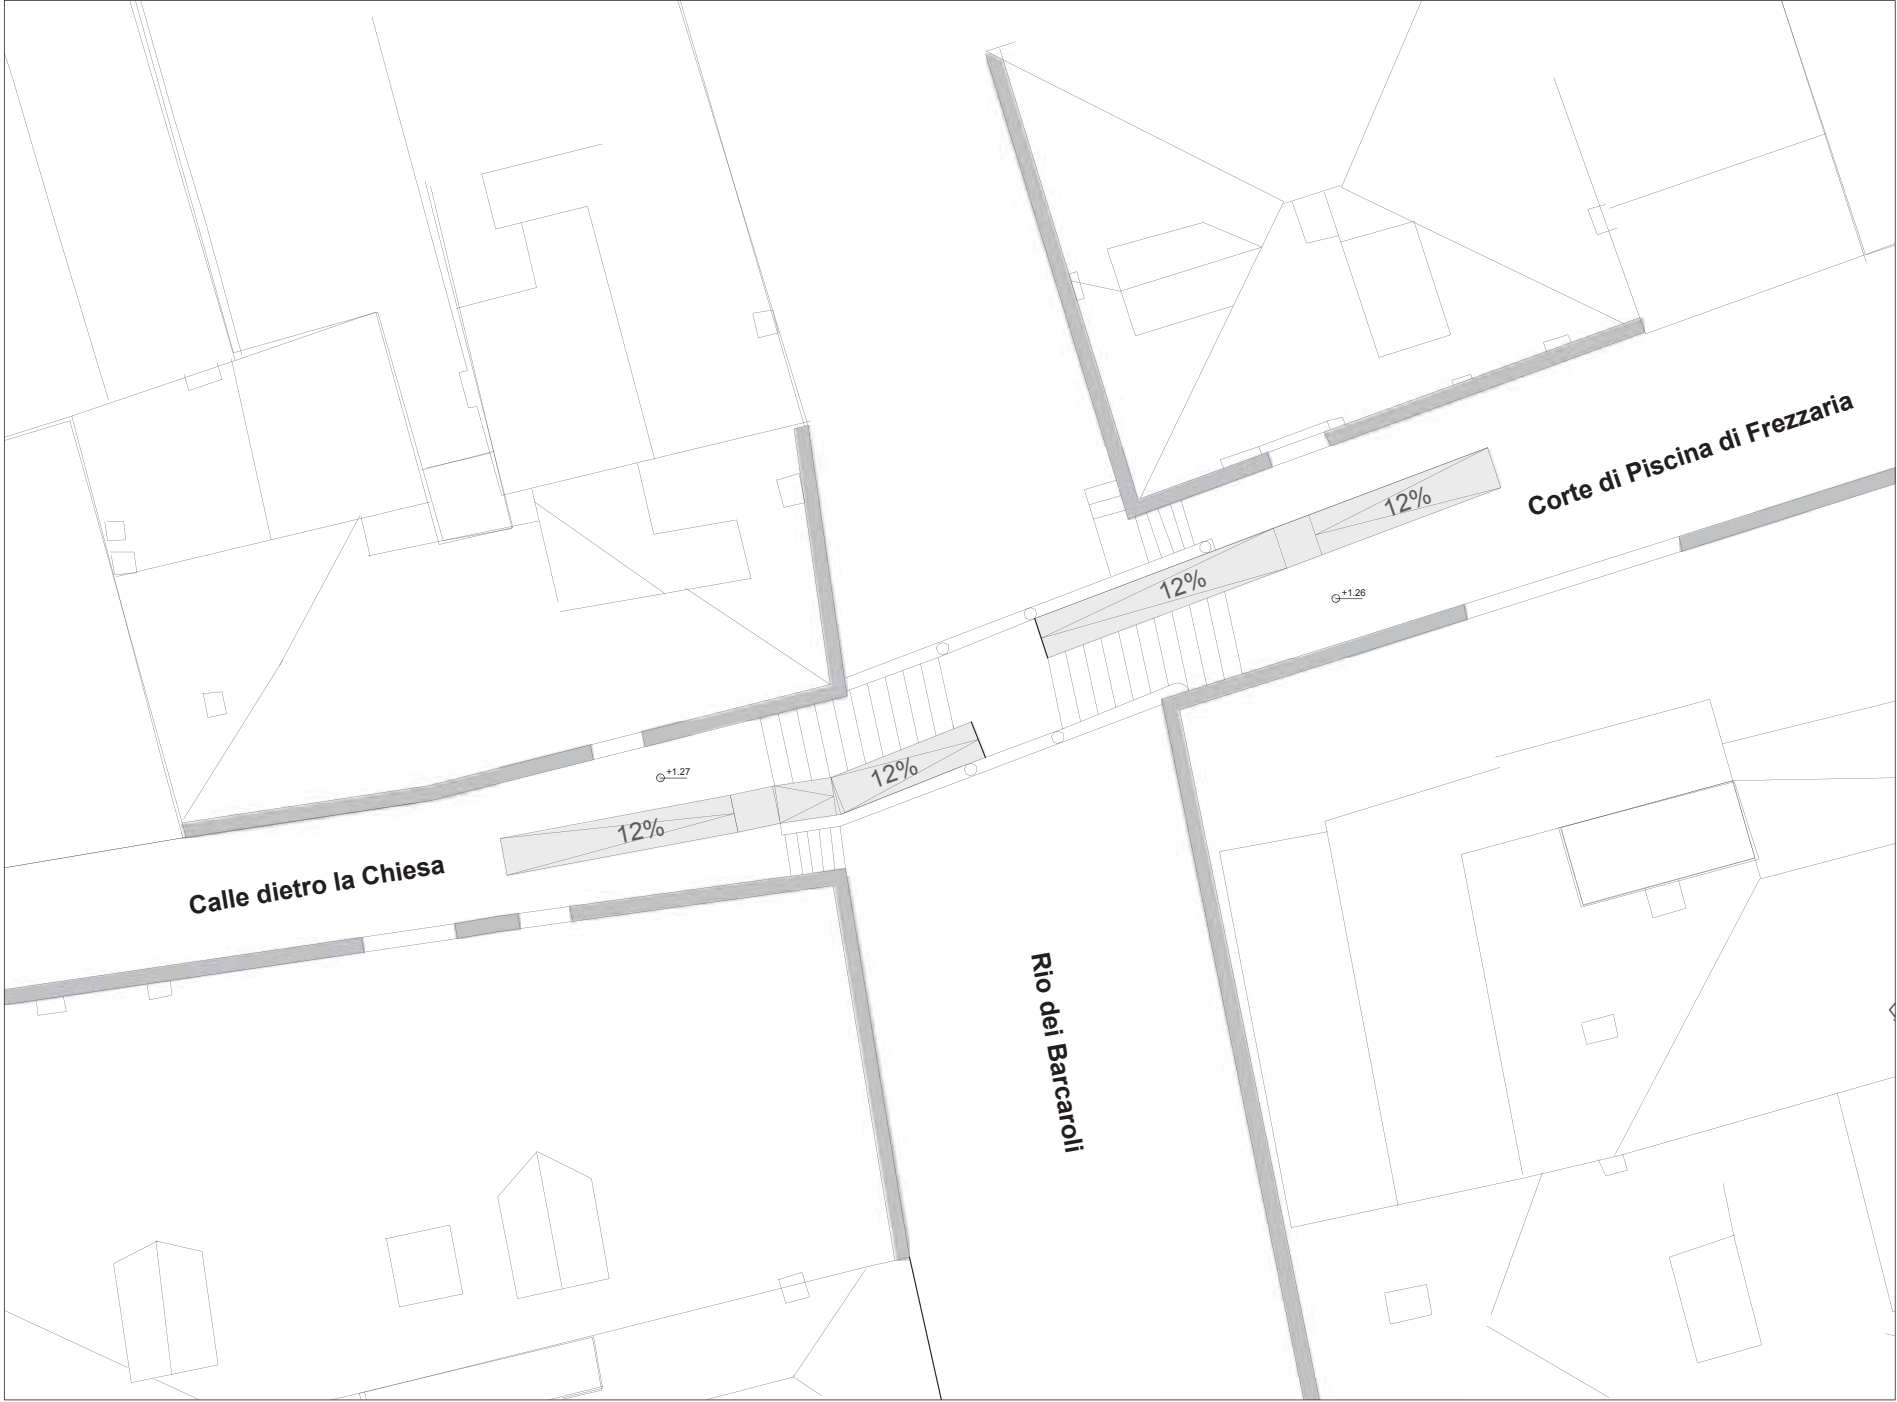 Corte di Piscina di Frezzaria
12%
12%
+1.26
+1.27
12%
12%
Calle dietro la Chiesa
Rio dei Barcaroli